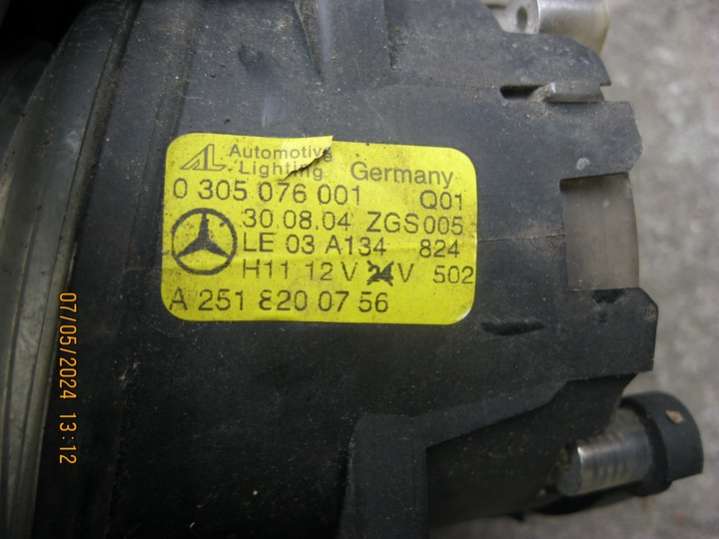 AL Automotive Lighting Germany
0 305 076 001 Q01
30.08.04 ZGS005
LE 03 A134 824
H11 12V 24V 502
A 251 820 07 56
07/05/2024 13:12